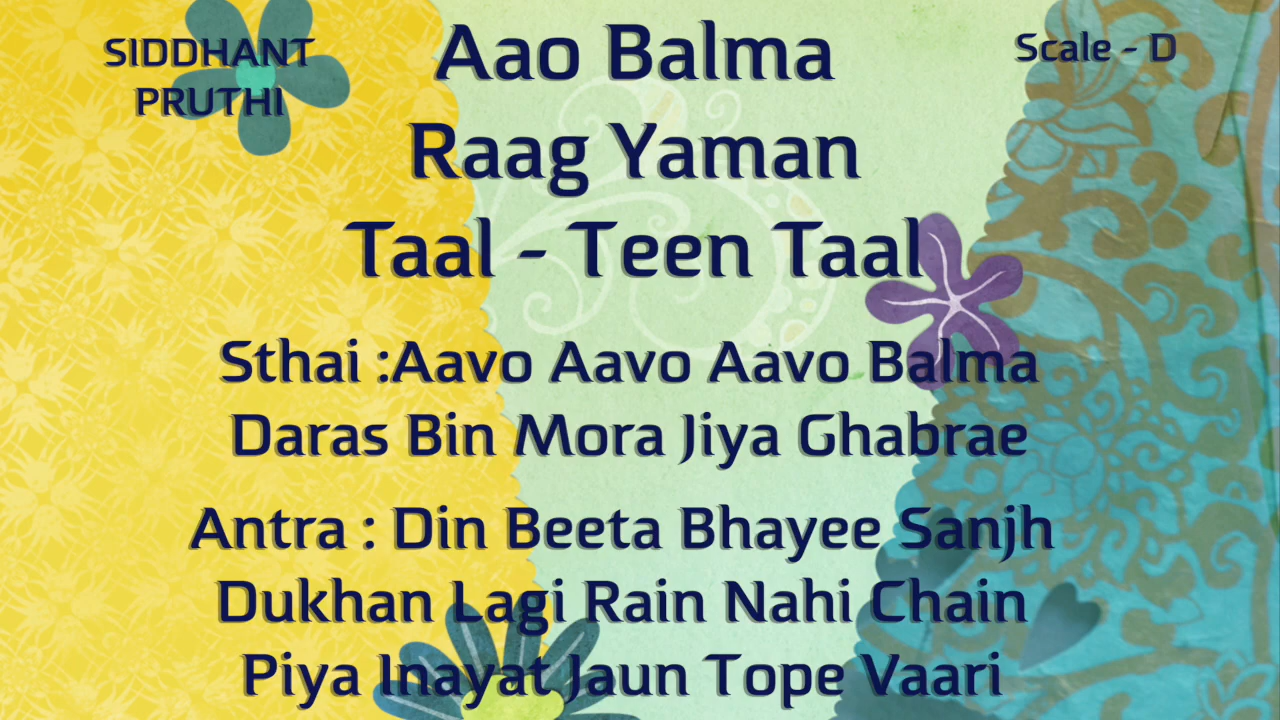 SIDDHANT
PRUTHI
Aao Balma
Scale - D
Raag Yaman
Taal - Teen Taal
Sthai :Aavo Aavo Aavo Balma
Daras Bin Mora Jiya Ghabrae
Antra : Din Beeta Bhayee Sanjh
Dukhan Lagi Rain Nahi Chain
Piya Inayat Jaun Tope Vaari